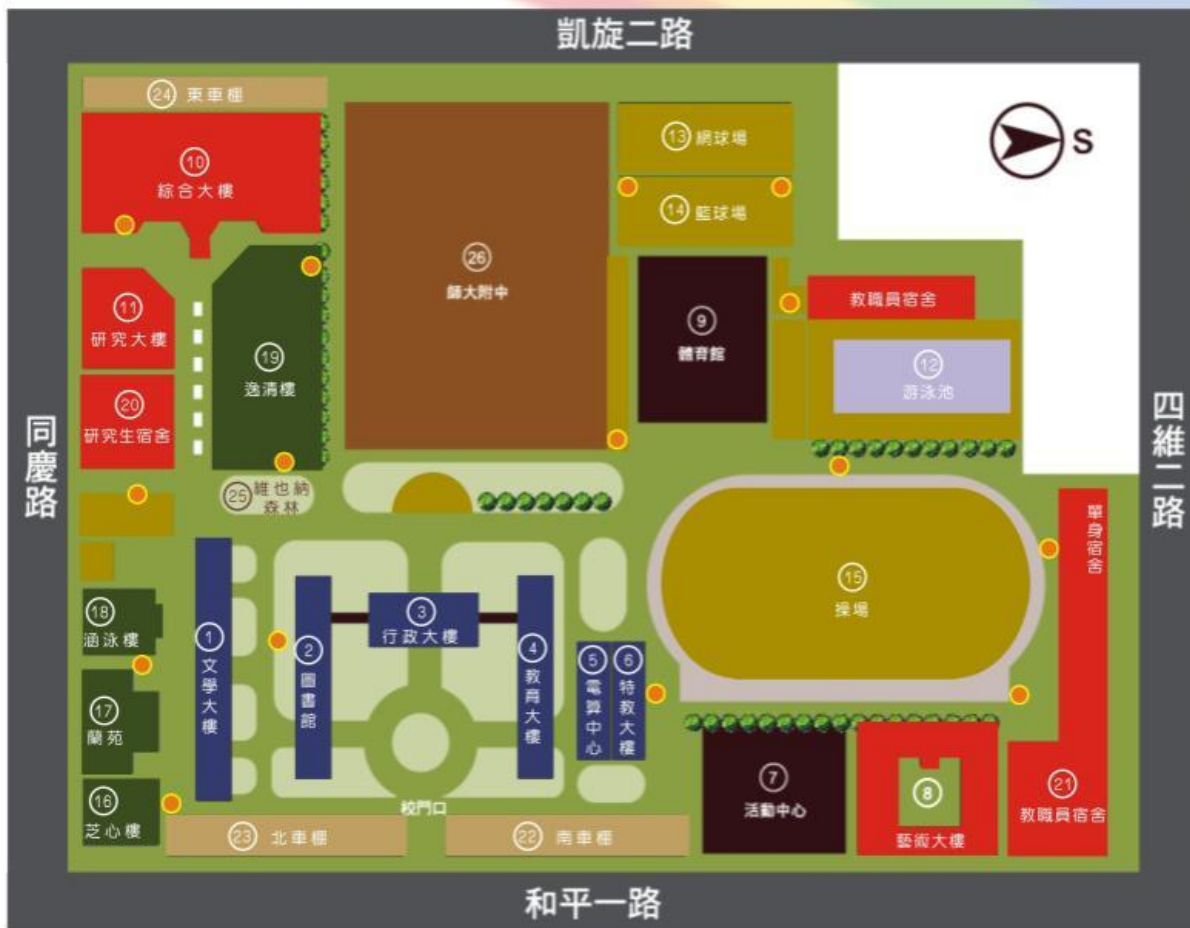 凱旋二路
24 東車棚
10
綜合大樓
13 網球場
14 籃球場
S
26
師大附中
11
研究大樓
19
逸清樓
9
體育館
教職員宿舍
12
游泳池
20
研究生宿舍
同慶路
四維二路
25 維也納
森林
單身宿舍
15
操場
18
涵泳樓
1
文學大樓
2
圖書館
3
行政大樓
4
教育大樓
5
電算中心
6
特教大樓
17
蘭苑
16
芝心樓
校門口
7
活動中心
8
藝術大樓
21
教職員宿舍
23 北車棚
22 南車棚
和平一路